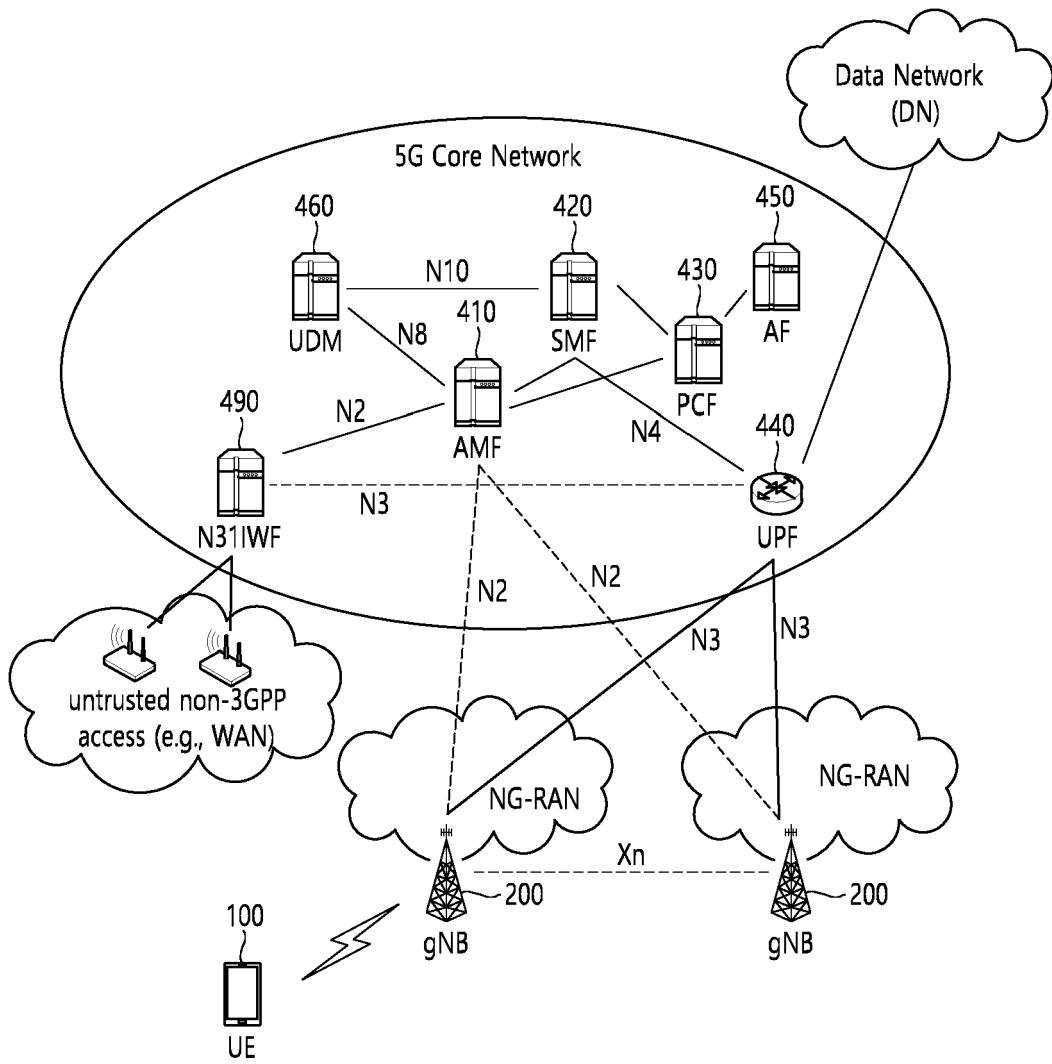 Data Network
(DN)
5G Core Network
460
420
450
N10
430
410
UDM
N8
SMF
AF
490
N2
PCF
AMF
N4
440
N3
N31IWF
UPF
N2
N2
N3
N3
untrusted non-3GPP
access (e.g., WAN)
NG-RAN
NG-RAN
Xn
200
200
100
gNB
gNB
UE